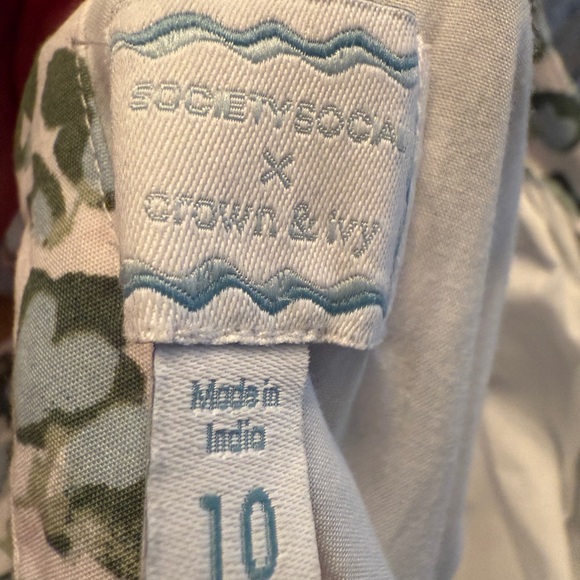 SOCIETY SOCIAL
x
crown & ivy
Made in
India
10